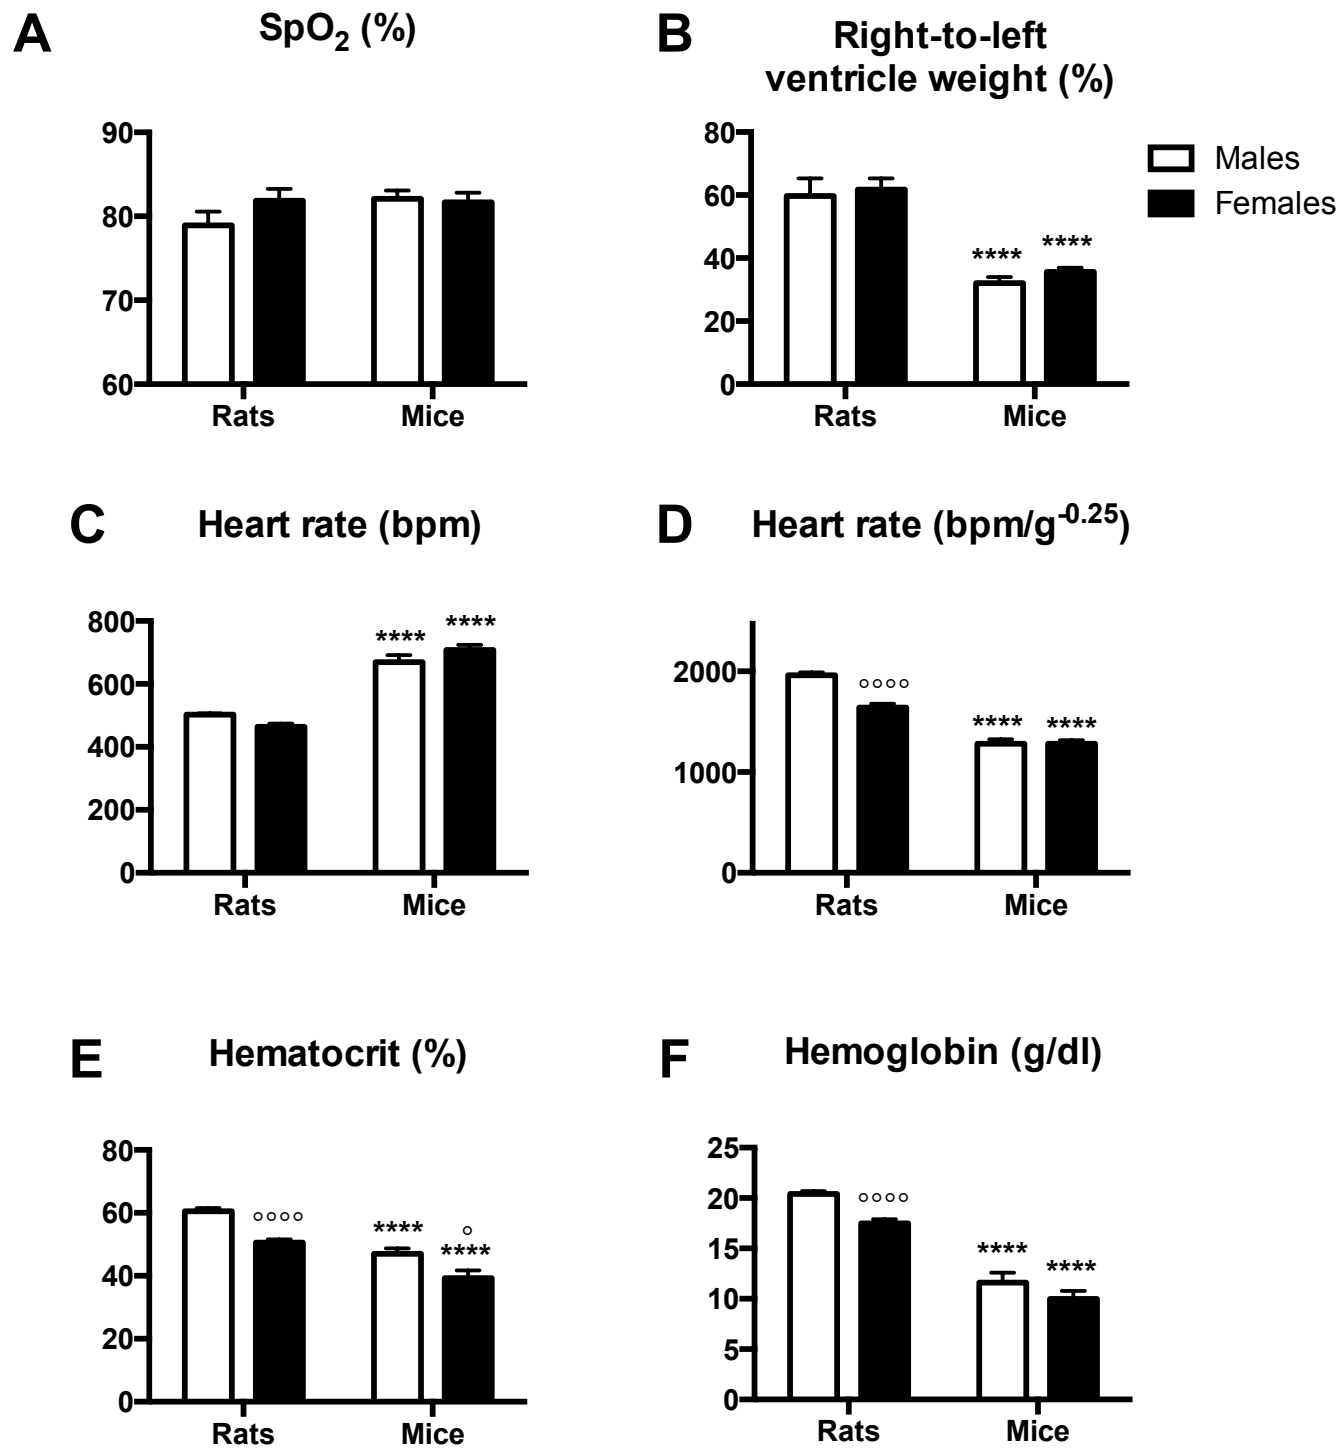 A SpO2 (%)
90
80
70
60
Rats Mice
B Right-to-left
ventricle weight (%)
80
60
40
20
0
**** ****
Rats Mice
Males
Females
C Heart rate (bpm)
800
600
400
200
0
**** ****
Rats Mice
D Heart rate (bpm/g-0.25)
2000
1000
0
°°°°
**** ****
Rats Mice
E Hematocrit (%)
80
60
40
20
0
°°°°
****
°
****
Rats Mice
F Hemoglobin (g/dl)
25
20
15
10
5
0
°°°°
**** ****
Rats Mice